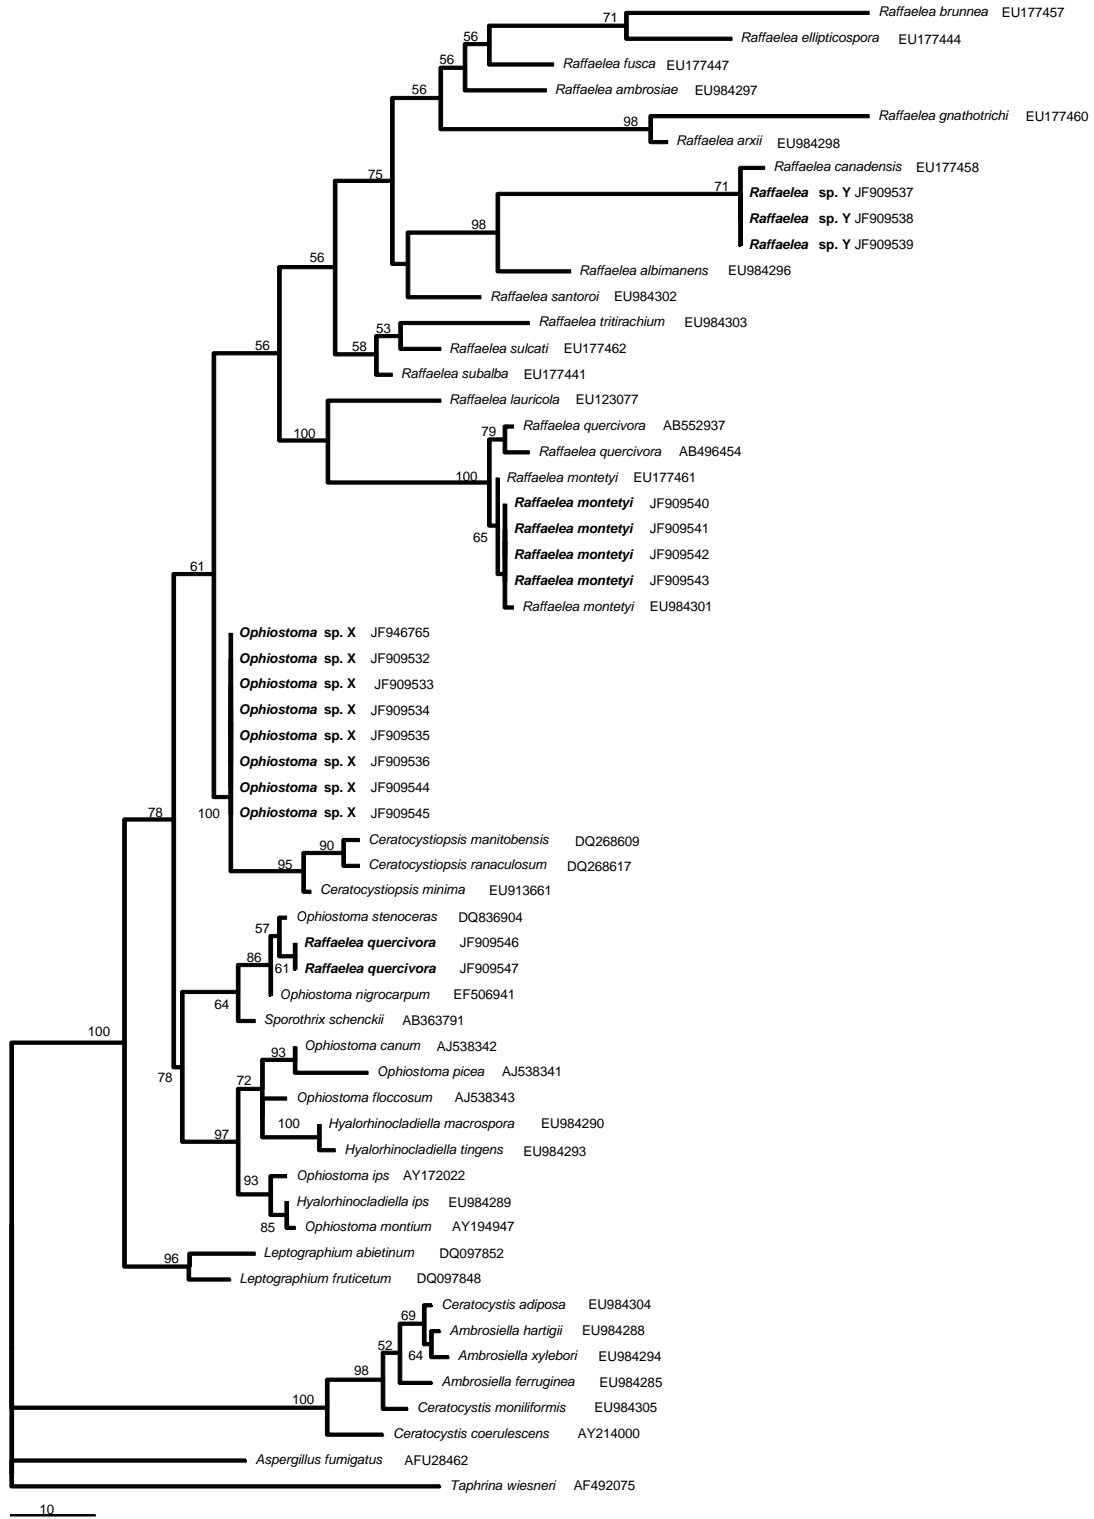 71
Raffaelea brunnea EU177457
Raffaelea ellipticospora EU177444
56
Raffaelea fusca EU177447
56
Raffaelea ambrosiae EU984297
56
Raffaelea gnathotrichi EU177460
98
Raffaelea arxii EU984298
75
Raffaelea canadensis EU177458
71
Raffaelea sp. Y JF909537
Raffaelea sp. Y JF909538
98
Raffaelea sp. Y JF909539
56
Raffaelea albimanens EU984296
Raffaelea santoroi EU984302
Raffaelea tritirachium EU984303
53
56
58
Raffaelea sulcati EU177462
Raffaelea subalba EU177441
Raffaelea lauricola EU123077
100
79
Raffaelea quercivora AB552937
Raffaelea quercivora AB496454
100
Raffaelea montetyi EU177461
Raffaelea montetyi JF909540
Raffaelea montetyi JF909541
65
Raffaelea montetyi JF909542
61
Raffaelea montetyi JF909543
Raffaelea montetyi EU984301
Ophiostoma sp. X JF946765
Ophiostoma sp. X JF909532
Ophiostoma sp. X JF909533
Ophiostoma sp. X JF909534
Ophiostoma sp. X JF909535
Ophiostoma sp. X JF909536
Ophiostoma sp. X JF909544
78
100
Ophiostoma sp. X JF909545
90
Ceratocystiopsis manitobensis DQ268609
95
Ceratocystiopsis ranaculosum DQ268617
Ceratocystiopsis minima EU913661
Ophiostoma stenoceras DQ836904
57
Raffaelea quercivora JF909546
86
61
Raffaelea quercivora JF909547
Ophiostoma nigrocarpum EF506941
64
Sporothrix schenckii AB363791
100
Ophiostoma canum AJ538342
93
Ophiostoma picea AJ538341
78
72
Ophiostoma floccosum AJ538343
100
Hyalorhinocladiella macrospora EU984290
97
Hyalorhinocladiella tingens EU984293
93
Ophiostoma ips AY172022
Hyalorhinocladiella ips EU984289
85
Ophiostoma montium AY194947
96
Leptographium abietinum DQ097852
Leptographium fruticetum DQ097848
Ceratocystis adiposa EU984304
69
Ambrosiella hartigii EU984288
52
64
Ambrosiella xylebori EU984294
98
Ambrosiella ferruginea EU984285
100
Ceratocystis moniliformis EU984305
Ceratocystis coerulescens AY214000
Aspergillus fumigatus AFU28462
Taphrina wiesneri AF492075
10